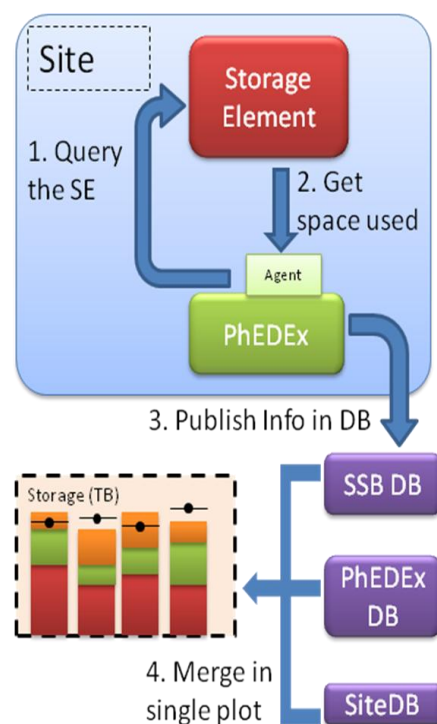 Site
Storage
Element
1. Query
the SE
2. Get
space used
Agent
PhEDEx
3. Publish Info in DB
SSB DB
Storage (TB)
PhEDEx
DB
4. Merge in
single plot
SiteDB